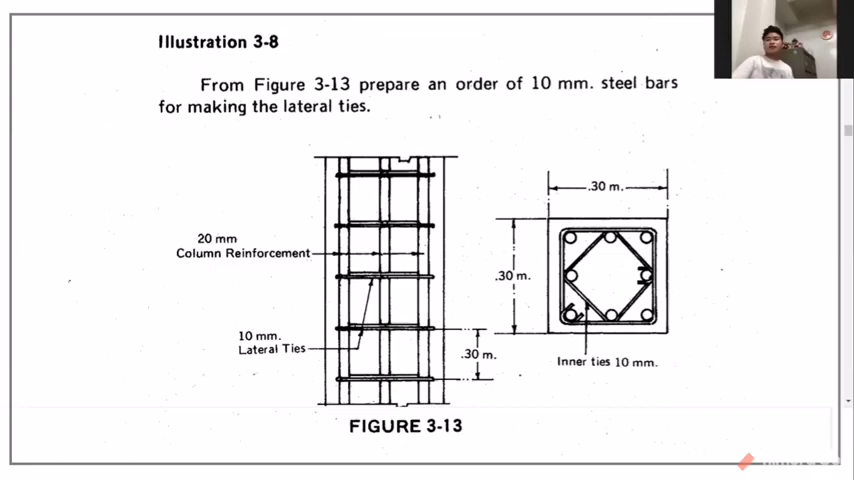 Illustration 3-8
From Figure 3-13 prepare an order of 10 mm. steel bars
for making the lateral ties.
.30 m.
20 mm
Column Reinforcement
.30 m.
10 mm.
Lateral Ties
.30 m.
Inner ties 10 mm.
FIGURE 3-13